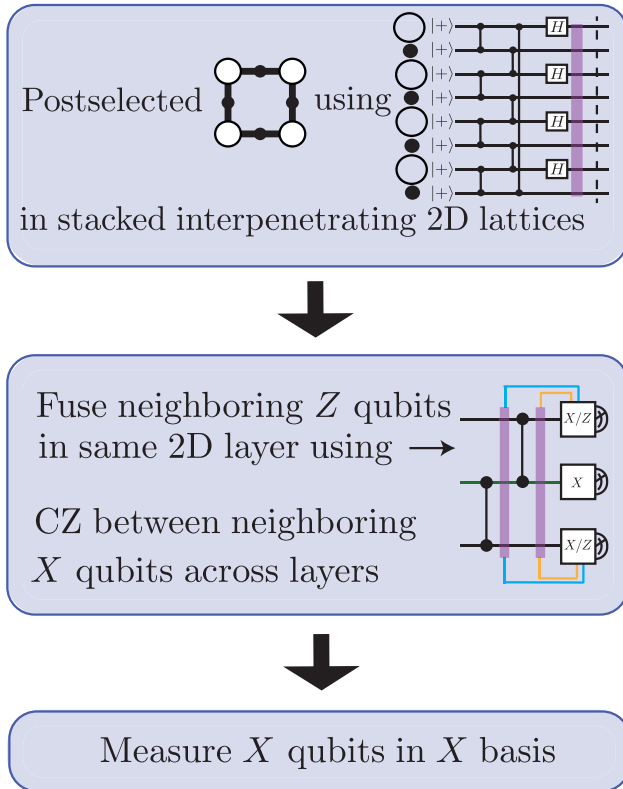 Postselected using
|+⟩ H
|+⟩
|+⟩ H
|+⟩
|+⟩ H
|+⟩
|+⟩ H
|+⟩
in stacked interpenetrating 2D lattices
Fuse neighboring Z qubits
in same 2D layer using
CZ between neighboring
X qubits across layers
X/Z
X
X/Z
Measure X qubits in X basis